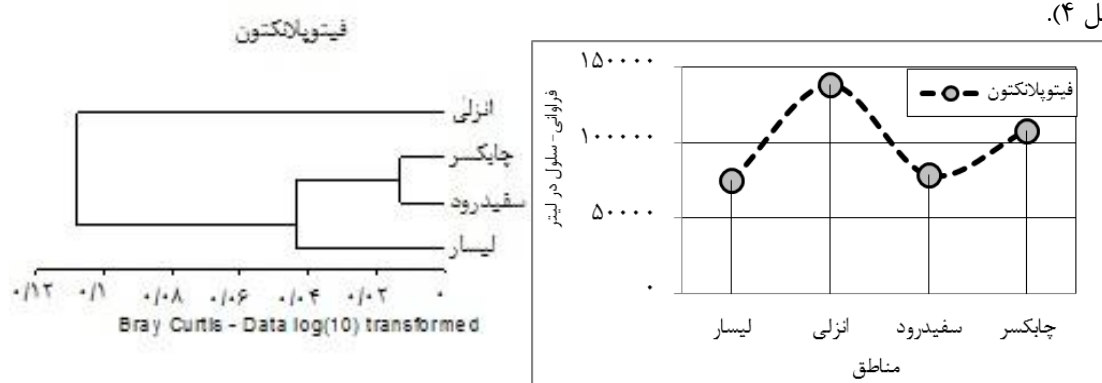 ل ۴).
فیتوپلانکتون
انزلی
چابکسر
سفیدرود
لیسار
۰/۱۲ ۰/۱ ۰/۰۸ ۰/۰۶ ۰/۰۴ ۰/۰۲ ۰
Bray Curtis - Data log(10) transformed
فراوانی - سلول در لیتر
۱۵۰۰۰۰
۱۰۰۰۰۰
۵۰۰۰۰
۰
فیتوپلانکتون
لیسار انزلی سفیدرود چابکسر
مناطق